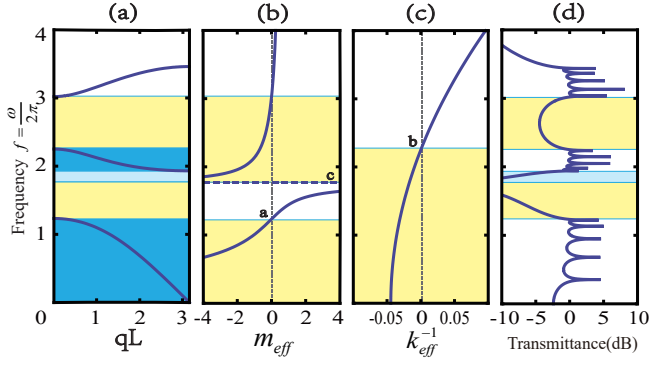 (a) (b) (c) (d)
Frequency f = ω/2π
4
3
2
1
0
a
b
c
0 1 2 3
-4 -2 0 2 4
-0.05 0 0.05
-10 -5 0 5 10
qL
m_eff
k_eff^-1
Transmittance(dB)